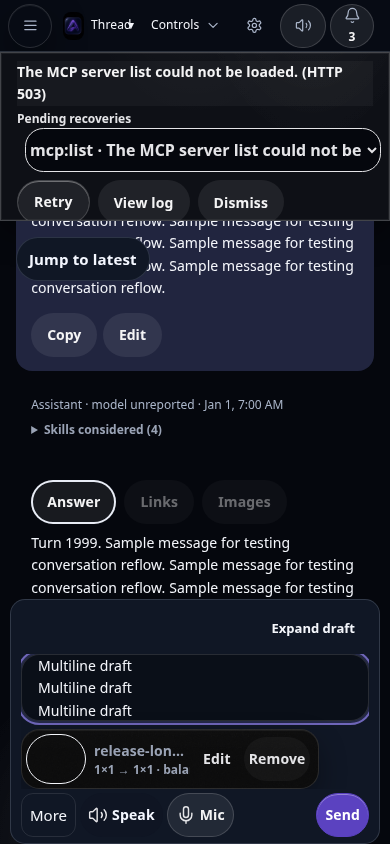 Thread
Controls
3
The MCP server list could not be loaded. (HTTP
503)
Pending recoveries
mcp:list · The MCP server list could not be
Retry
View log
Dismiss
conversation reflow. Sample message for testing
Jump to latest
ow. Sample message for testing
ow. Sample message for testing
conversation reflow.
Copy
Edit
Assistant · model unreported · Jan 1, 7:00 AM
Skills considered (4)
Answer
Links
Images
Turn 1999. Sample message for testing
conversation reflow. Sample message for testing
conversation reflow. Sample message for testing
Expand draft
Multiline draft
Multiline draft
Multiline draft
release-lon...
1×1 → 1×1 · bala
Edit
Remove
More
Speak
Mic
Send